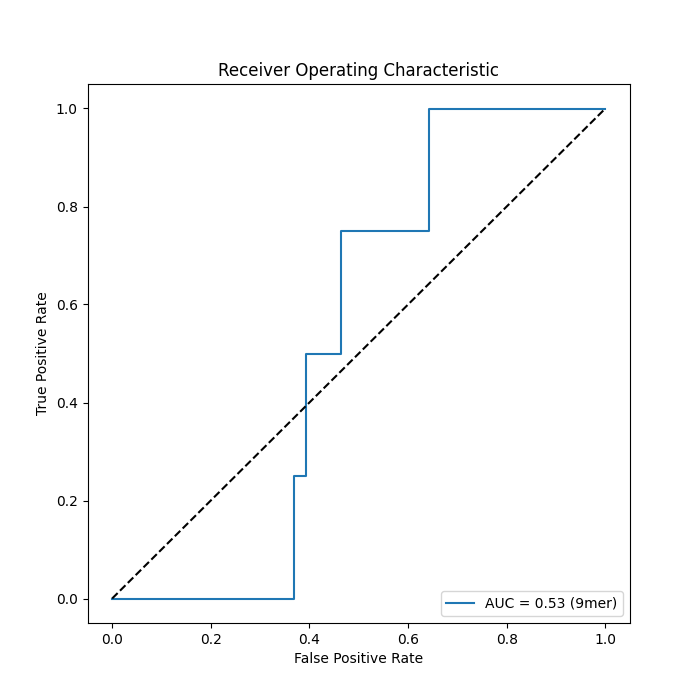 Receiver Operating Characteristic
True Positive Rate
1.0
0.8
0.6
0.4
0.2
0.0
AUC = 0.53 (9mer)
0.0 0.2 0.4 0.6 0.8 1.0
False Positive Rate